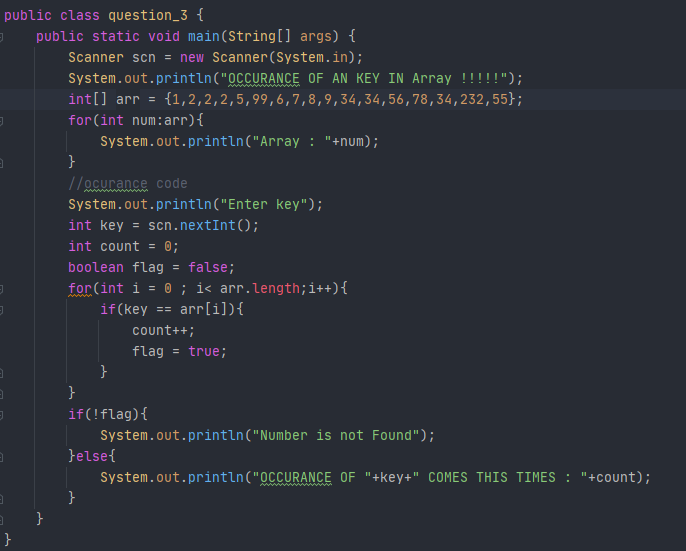 public class question_3 {
public static void main(String[] args) {
Scanner scn = new Scanner(System.in);
System.out.println("OCCURANCE OF AN KEY IN Array !!!!!");
int[] arr = {1,2,2,2,5,99,6,7,8,9,34,34,56,78,34,232,55};
for(int num:arr){
System.out.println("Array : "+num);
}
//ocurance code
System.out.println("Enter key");
int key = scn.nextInt();
int count = 0;
boolean flag = false;
for(int i = 0 ; i< arr.length;i++){
if(key == arr[i]){
count++;
flag = true;
}
}
if(!flag){
System.out.println("Number is not Found");
}else{
System.out.println("OCCURANCE OF "+key+" COMES THIS TIMES : "+count);
}
}
}